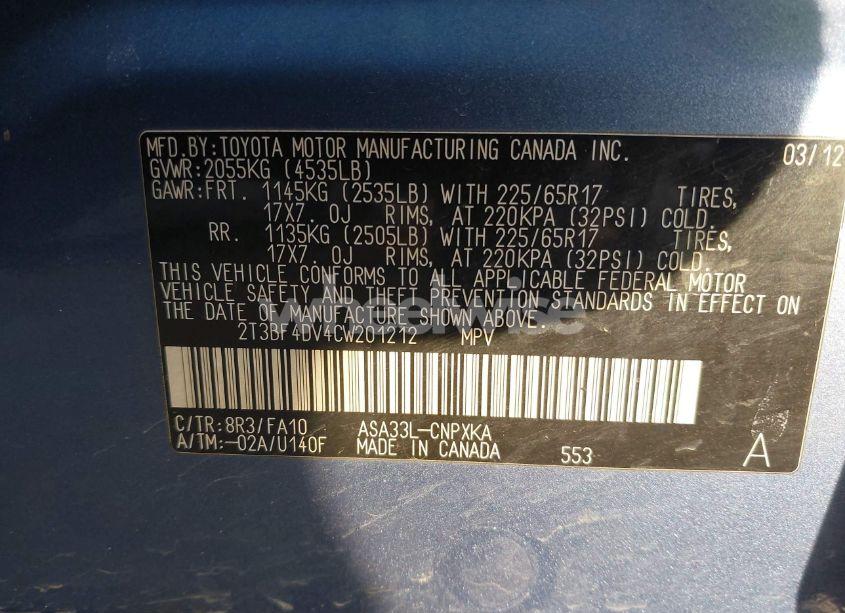 MFD.BY:TOYOTA MOTOR MANUFACTURING CANADA INC. 03/12
GVWR:2055KG (4535LB)
GAWR:FRT. 1145KG (2535LB) WITH 225/65R17 TIRES,
17X7.0J RIMS, AT 220KPA (32PSI) COLD.
RR. 1135KG (2505LB) WITH 225/65R17 TIRES,
17X7.0J RIMS, AT 220KPA (32PSI) COLD.
THIS VEHICLE CONFORMS TO ALL APPLICABLE FEDERAL MOTOR
VEHICLE SAFETY AND THEFT PREVENTION STANDARDS IN EFFECT ON
THE DATE OF MANUFACTURE SHOWN ABOVE.
wheelwise
2T3BF4DV4CW201212 MPV
C/TR:8R3/FA10 ASA33L-CNPXKA
A/TM:-02A/U140F MADE IN CANADA 553 A